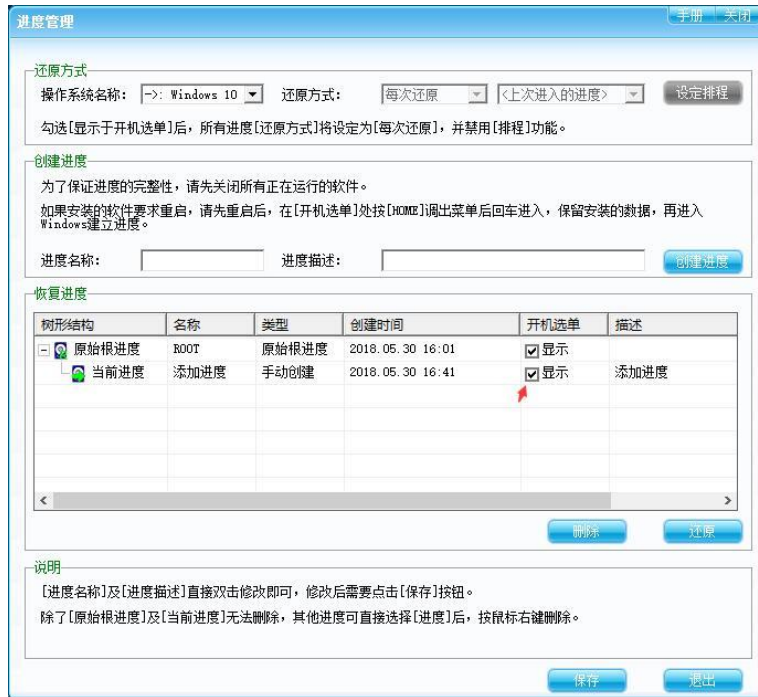 进度管理 手册 关闭
还原方式
操作系统名称： ->: Windows 10 还原方式： 每次还原 <上次进入的进度> 设定排程
勾选[显示于开机选单]后，所有进度[还原方式]将设定为[每次还原]，并禁用[排程]功能。
创建进度
为了保证进度的完整性，请先关闭所有正在运行的软件。
如果安装的软件要求重启，请先重启后，在[开机选单]处按[HOME]调出菜单后回车进入，保留安装的数据，再进入
Windows建立进度。
进度名称： 进度描述： 创建进度
恢复进度
树形结构 名称 类型 创建时间 开机选单 描述
原始根进度 ROOT 原始根进度 2018.05.30 16:01 显示
当前进度 添加进度 手动创建 2018.05.30 16:41 显示 添加进度
删除 还原
说明
[进度名称]及[进度描述]直接双击修改即可，修改后需要点击[保存]按钮。
除了[原始根进度]及[当前进度]无法删除，其他进度可直接选择[进度]后，按鼠标右键删除。
保存 退出